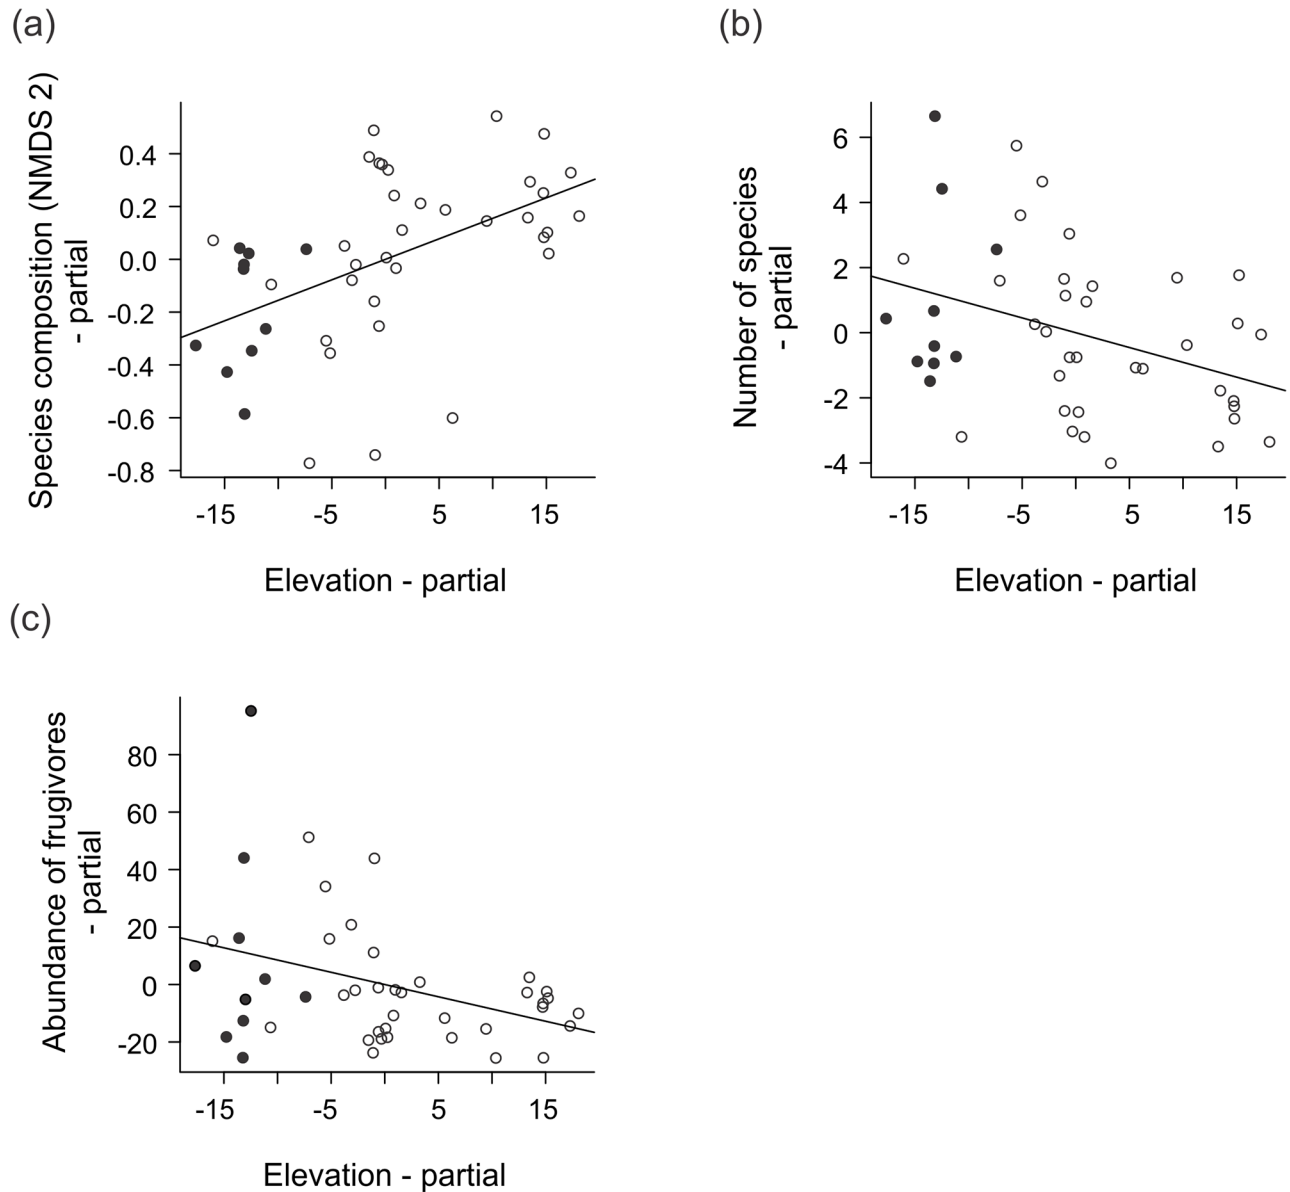 (a)
Species composition (NMDS 2)
- partial
0.4
0.2
0.0
-0.2
-0.4
-0.6
-0.8
-15 -5 5 15
Elevation - partial
(b)
Number of species
- partial
6
4
2
0
-2
-4
-15 -5 5 15
Elevation - partial
(c)
Abundance of frugivores
- partial
80
60
40
20
0
-20
-15 -5 5 15
Elevation - partial